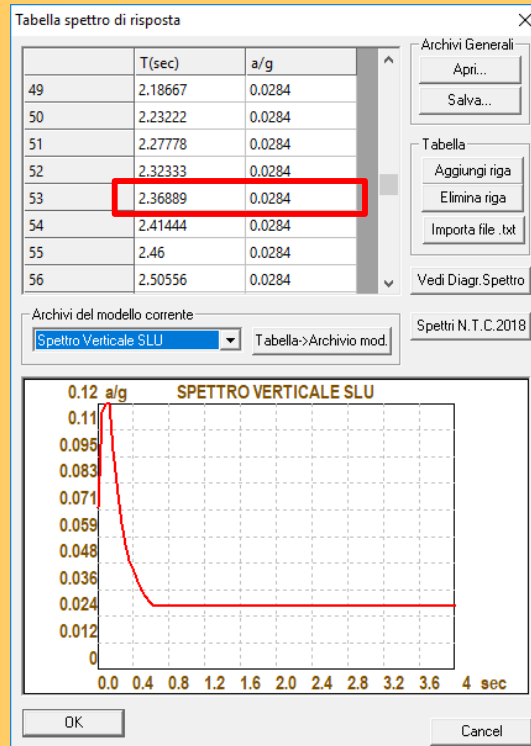 Tabella spettro di risposta
T(sec) a/g
49 2.18667 0.0284
50 2.23222 0.0284
51 2.27778 0.0284
52 2.32333 0.0284
53 2.36889 0.0284
54 2.41444 0.0284
55 2.46 0.0284
56 2.50556 0.0284
Archivi Generali
Apri...
Salva...
Tabella
Aggiungi riga
Elimina riga
Importa file .txt
Vedi Diagr.Spettro
Spettri N.T.C.2018
Archivi del modello corrente
Spettro Verticale SLU
Tabella->Archivio mod.
0.12 a/g SPETTRO VERTICALE SLU
0.11
0.095
0.083
0.071
0.059
0.048
0.036
0.024
0.012
0
0.0 0.4 0.8 1.2 1.6 2.0 2.4 2.8 3.2 3.6 4 sec
OK
Cancel